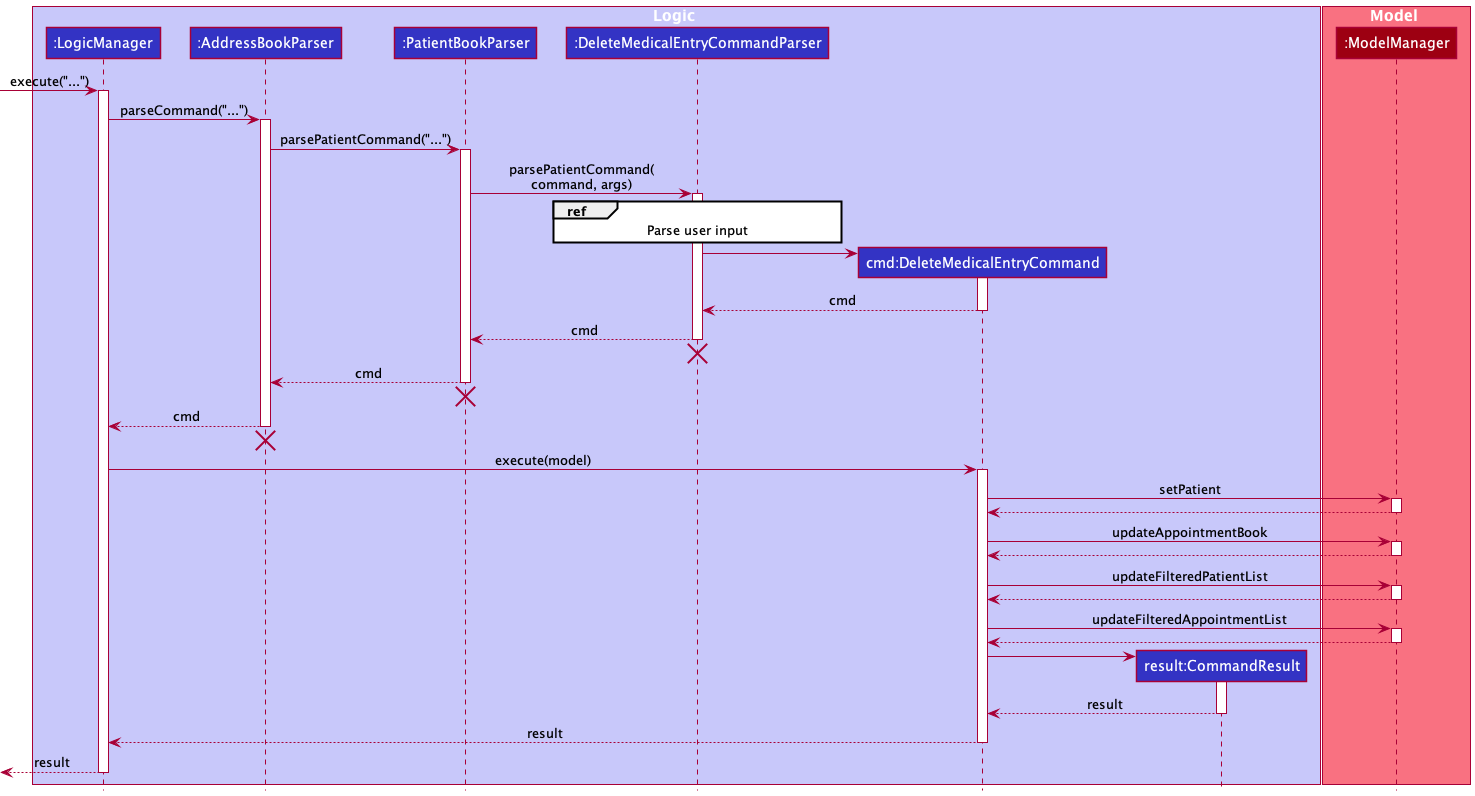 Logic
Model
:LogicManager
:AddressBookParser
:PatientBookParser
:DeleteMedicalEntryCommandParser
:ModelManager
execute("...")
parseCommand("...")
parsePatientCommand("...")
parsePatientCommand(
command, args)
ref
Parse user input
cmd:DeleteMedicalEntryCommand
cmd
cmd
cmd
cmd
execute(model)
setPatient
updateAppointmentBook
updateFilteredPatientList
updateFilteredAppointmentList
result:CommandResult
result
result
result